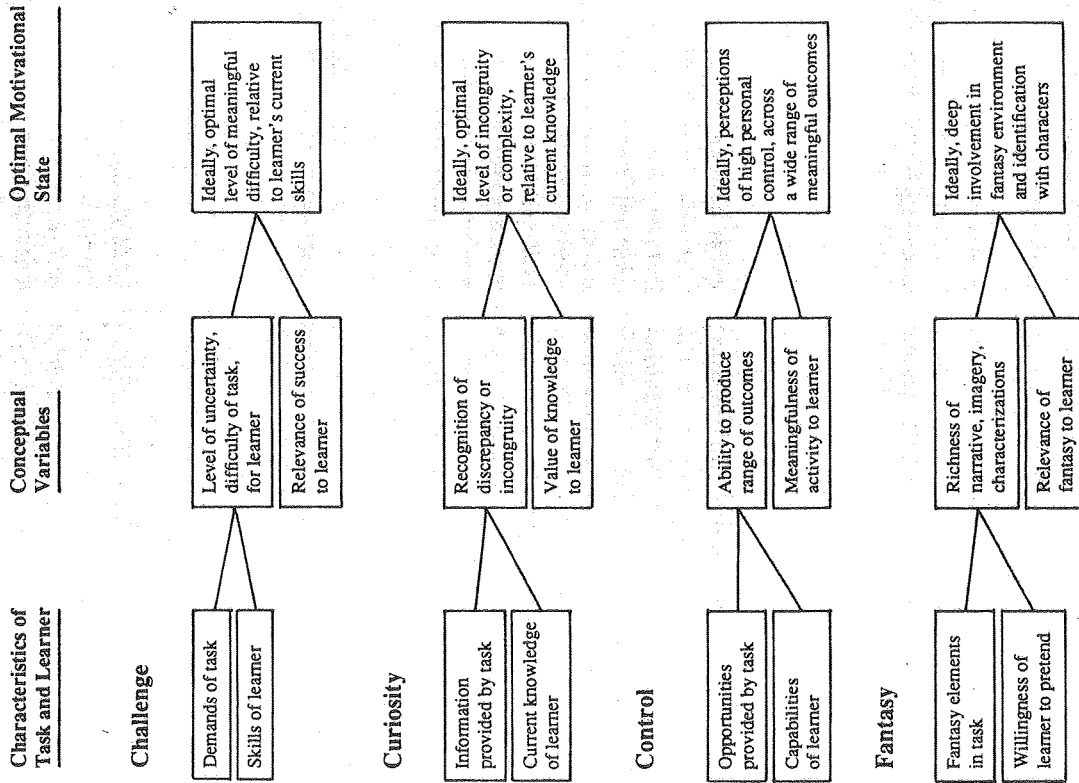 Characteristics of
Task and Learner
Conceptual
Variables
Optimal Motivational
State
Challenge
Demands of task
Skills of learner
Level of uncertainty,
difficulty of task,
for learner
Relevance of success
to learner
Ideally, optimal
level of meaningful
difficulty, relative
to learner's current
skills
Curiosity
Information
provided by task
Current knowledge
of learner
Recognition of
discrepancy or
incongruity
Value of knowledge
to learner
Ideally, optimal
level of incongruity
or complexity,
relative to learner's
current knowledge
Control
Opportunities
provided by task
Capabilities
of learner
Ability to produce
range of outcomes
Meaningfulness of
activity to learner
Ideally, perceptions
of high personal
control, across
a wide range of
meaningful outcomes
Fantasy
Fantasy elements
in task
Willingness of
learner to pretend
Richness of
narrative, imagery,
characterizations
Relevance of
fantasy to learner
Ideally, deep
involvement in
fantasy environment
and identification
with characters